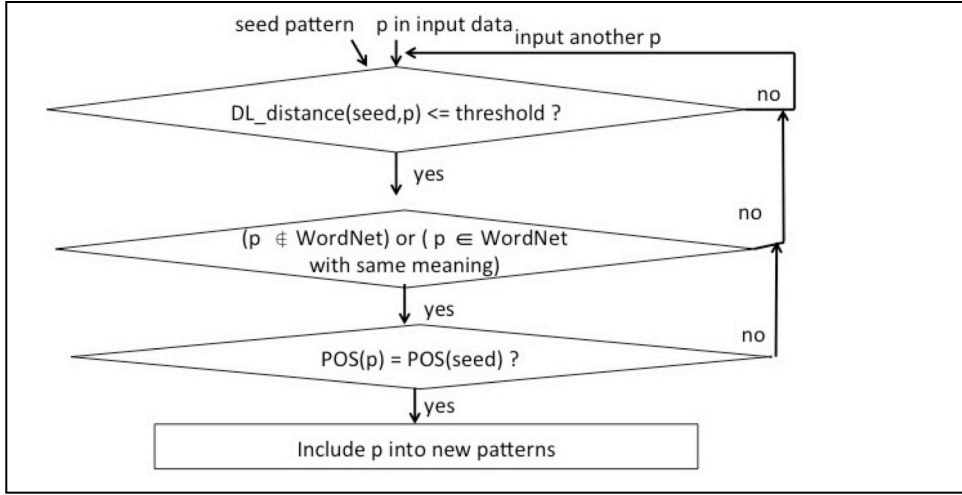 seed pattern
p in input data
input another p
no
DL_distance(seed,p) <= threshold ?
yes
no
(p ∉ WordNet) or ( p ∈ WordNet
with same meaning)
yes
no
POS(p) = POS(seed) ?
yes
Include p into new patterns